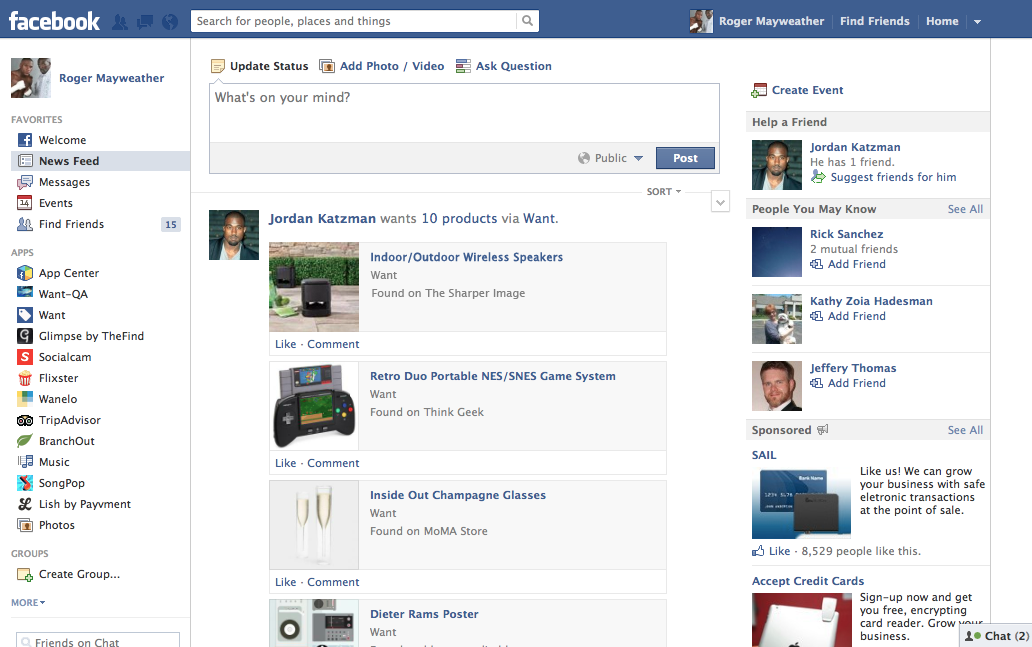 facebook
Search for people, places and things
Roger Mayweather
Find Friends
Home
Roger Mayweather
FAVORITES
Welcome
News Feed
Messages
Events
Find Friends 15
APPS
App Center
Want-QA
Want
Glimpse by TheFind
Socialcam
Flixster
Wanelo
TripAdvisor
BranchOut
Music
SongPop
Lish by Payvment
Photos
GROUPS
Create Group...
MORE
Friends on Chat
Update Status
Add Photo / Video
Ask Question
What's on your mind?
Public
Post
SORT
Jordan Katzman wants 10 products via Want.
Indoor/Outdoor Wireless Speakers
Want
Found on The Sharper Image
Like · Comment
Retro Duo Portable NES/SNES Game System
Want
Found on Think Geek
Like · Comment
Inside Out Champagne Glasses
Want
Found on MoMA Store
Like · Comment
Dieter Rams Poster
Want
Create Event
Help a Friend
Jordan Katzman
He has 1 friend.
Suggest friends for him
People You May Know See All
Rick Sanchez
2 mutual friends
Add Friend
Kathy Zoia Hadesman
Add Friend
Jeffery Thomas
Add Friend
Sponsored See All
SAIL
Bank Name
Like us! We can grow
your business with safe
eletronic transactions
at the point of sale.
Like · 8,529 people like this.
Accept Credit Cards
Sign-up now and get
you free, encrypting
card reader. Grow your
business.
Chat (2)